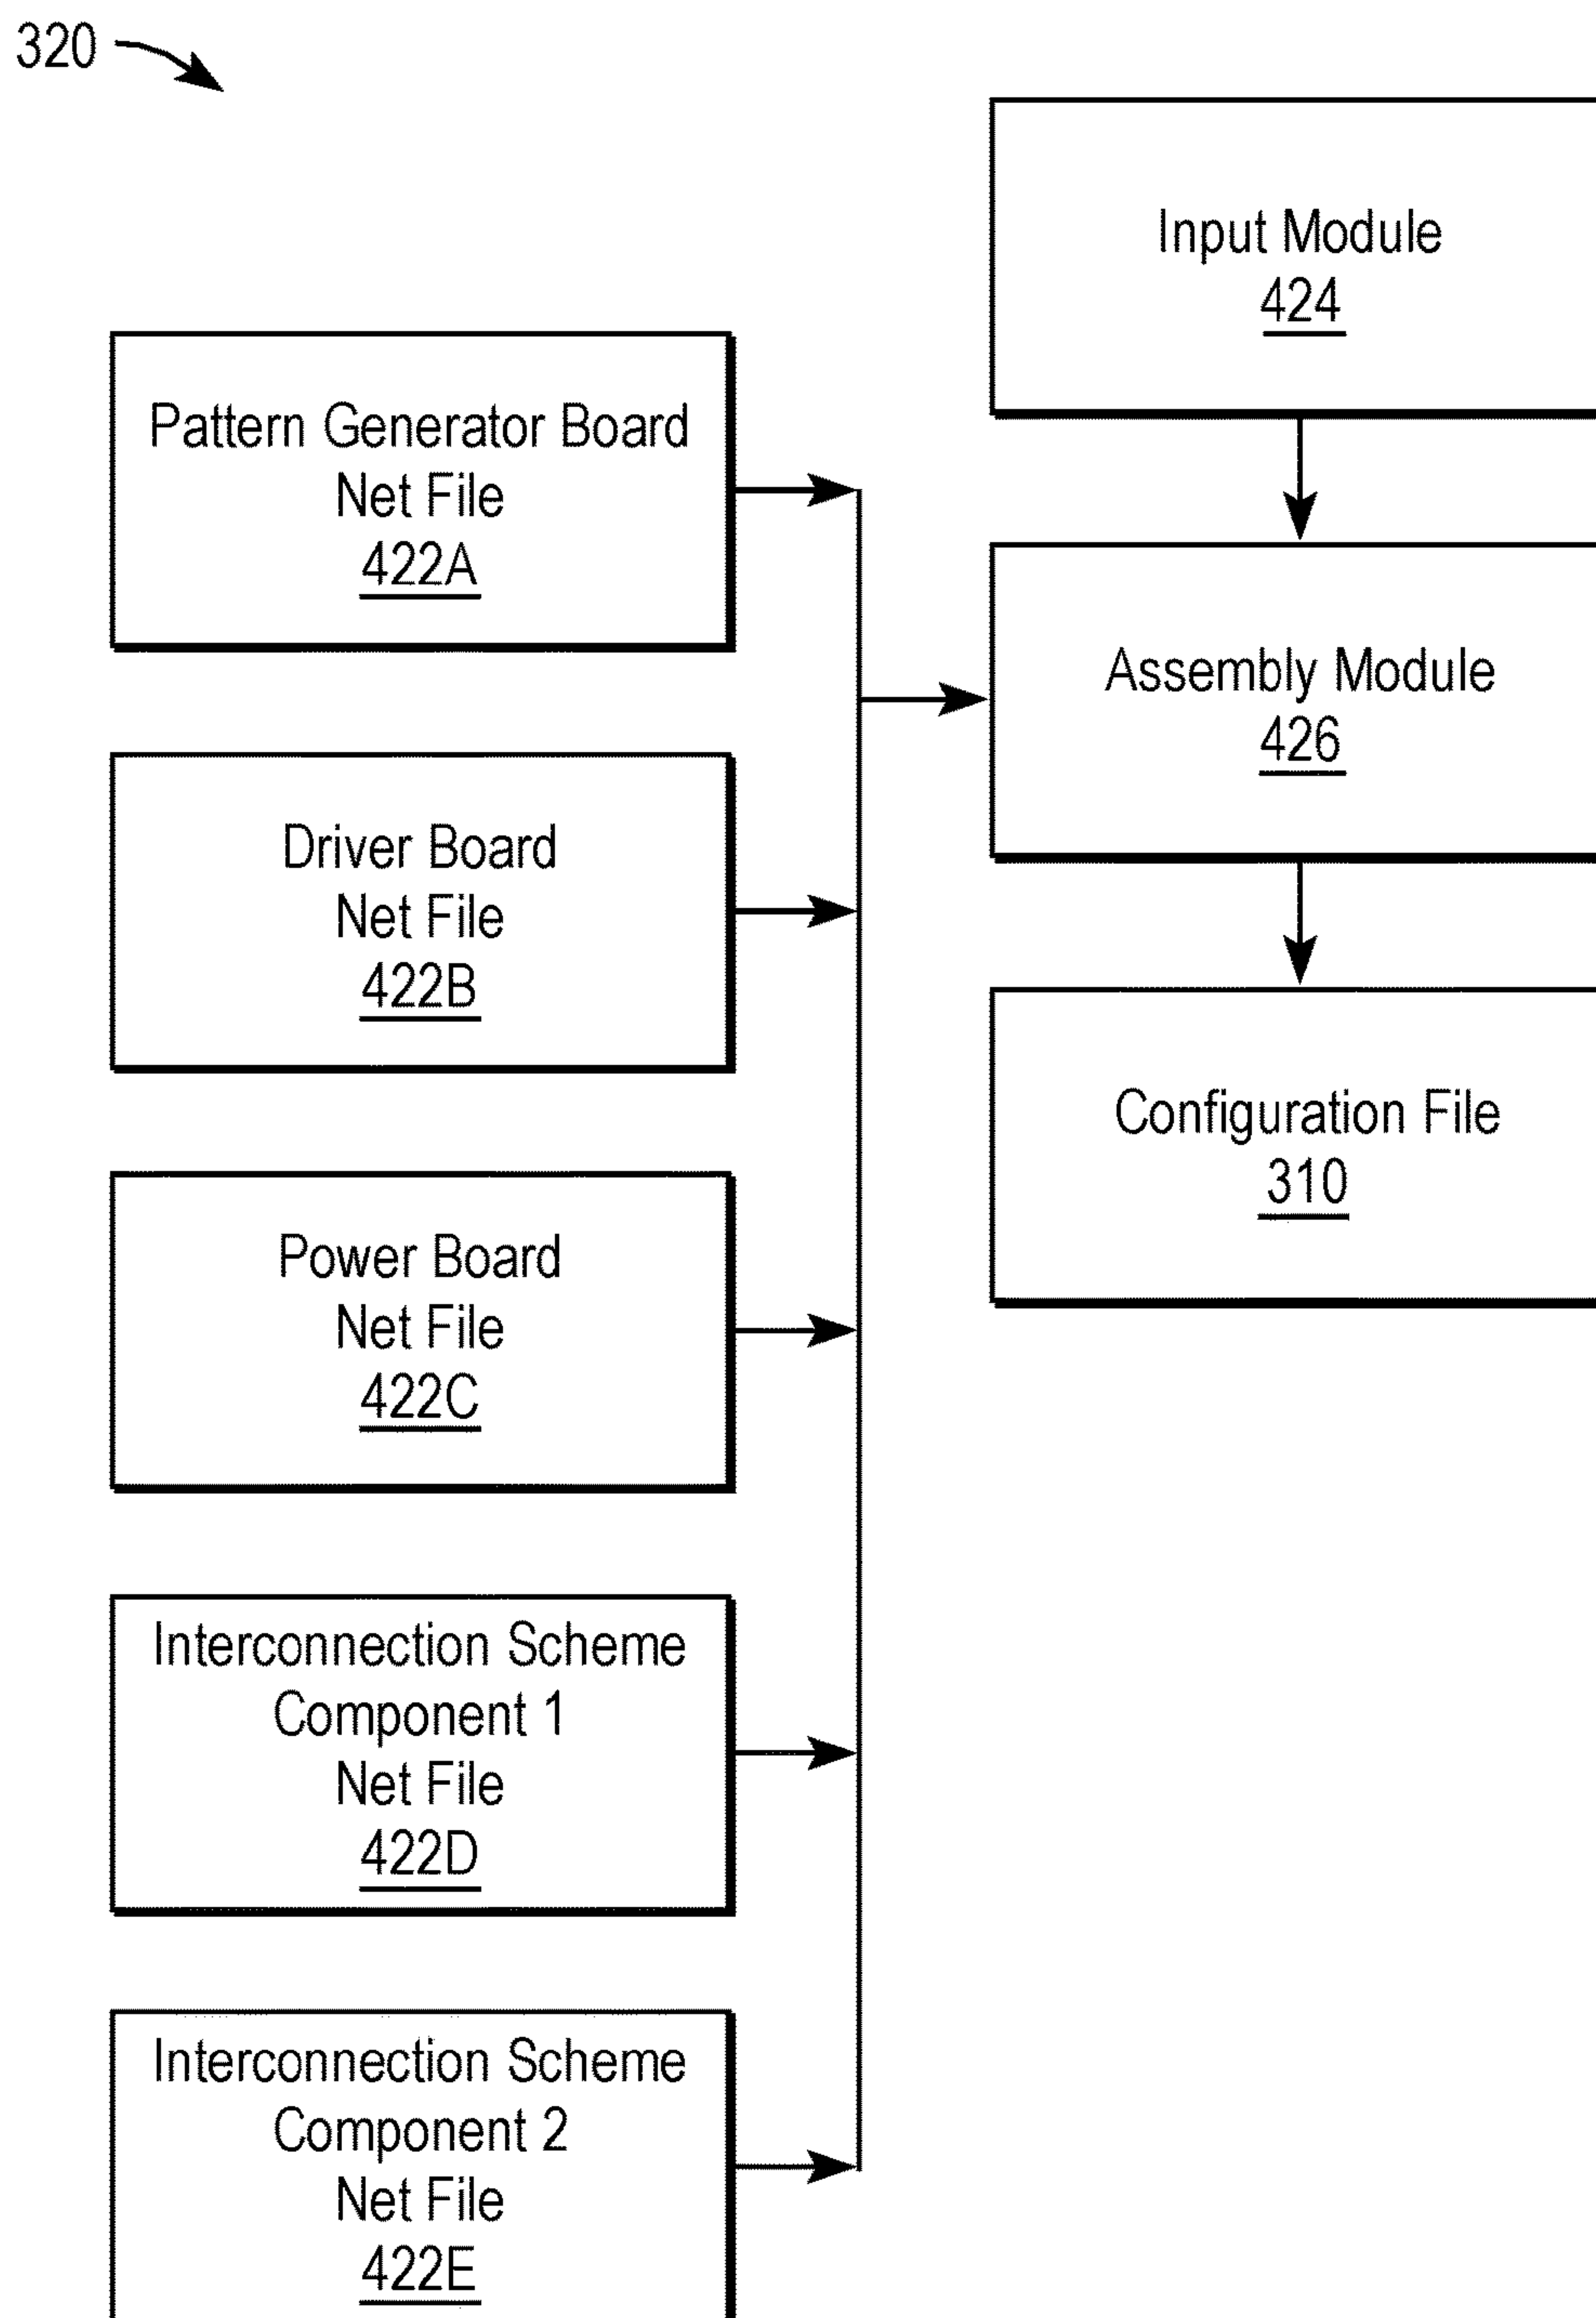 320
Input Module
424
Pattern Generator Board
Net File
422A
Assembly Module
426
Driver Board
Net File
422B
Configuration File
310
Power Board
Net File
422C
Interconnection Scheme
Component 1
Net File
422D
Interconnection Scheme
Component 2
Net File
422E